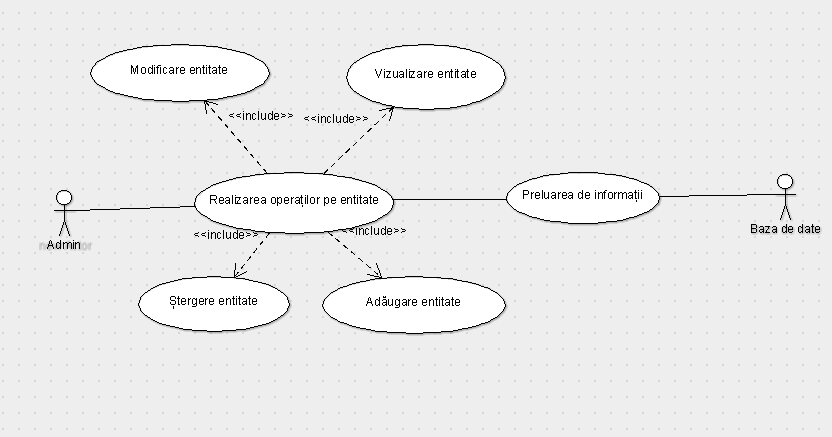 Modificare entitate
Vizualizare entitate
<<include>>
<<include>>
Realizarea operaților pe entitate
Preluarea de informații
Admin
Baza de date
<<include>>
<<include>>
Ștergere entitate
Adăugare entitate